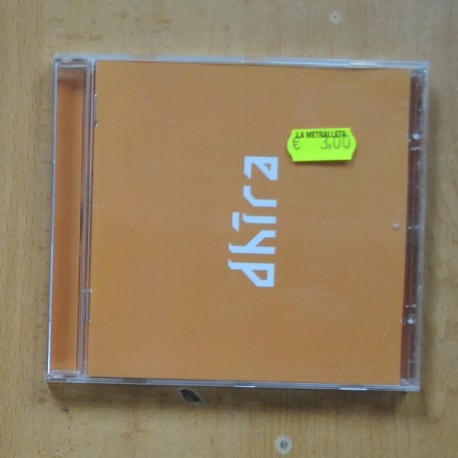 LA METRALLETA
€ 3.00
dhira